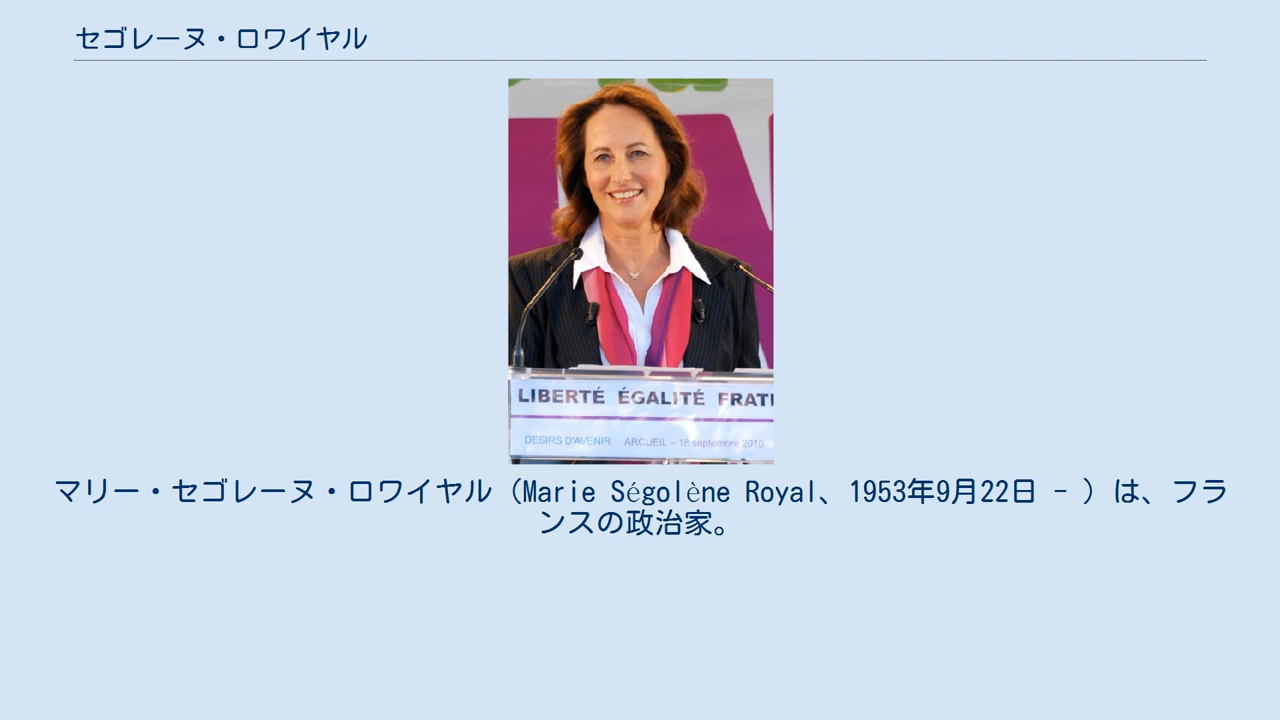 セゴレーヌ・ロワイヤル
LIBERTÉ ÉGALITÉ FRAT
DESIRS D'AVENIR ARCUEIL – 18 septembre 2010
マリー・セゴレーヌ・ロワイヤル（Marie Ségolène Royal、1953年9月22日 - ）は、フラ
ンスの政治家。